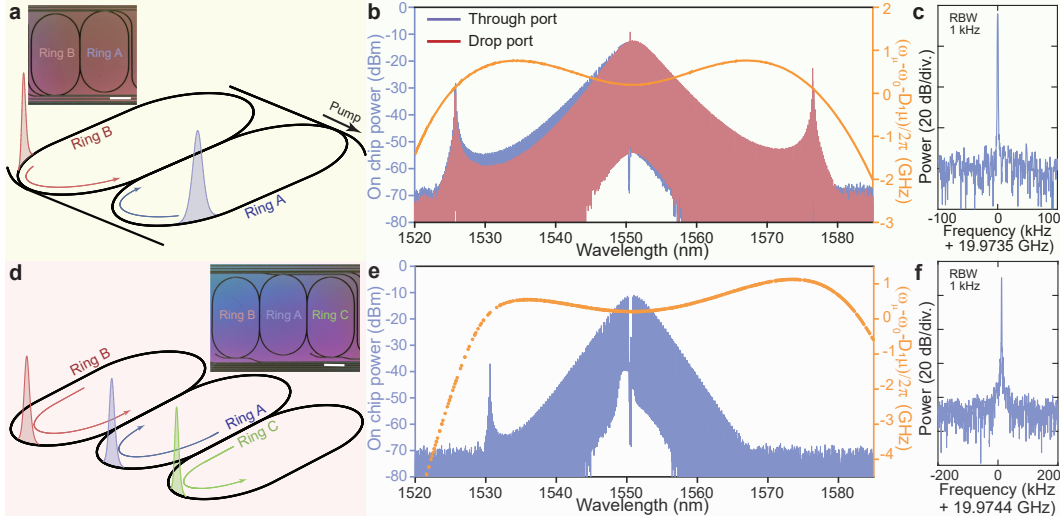 a
Ring B
Ring A
Pump
Ring B
Ring A
b
Through port
Drop port
On chip power (dBm)
0
-10
-20
-30
-40
-50
-60
-70
-80
1520
1530
1540
1550
1560
1570
1580
Wavelength (nm)
2
1
0
-1
-2
-3
(ω_μ-ω_0-D_1μ)/2π (GHz)
c
RBW
1 kHz
Power (20 dB/div.)
-100
0
100
Frequency (kHz
+ 19.9735 GHz)
d
Ring B
Ring A
Ring C
Ring B
Ring A
Ring C
e
On chip power (dBm)
0
-10
-20
-30
-40
-50
-60
-70
-80
1520
1530
1540
1550
1560
1570
1580
Wavelength (nm)
1
0
-1
-2
-3
-4
(ω_μ-ω_0-D_1μ)/2π (GHz)
f
RBW
1 kHz
Power (20 dB/div.)
-200
0
200
Frequency (kHz
+ 19.9744 GHz)